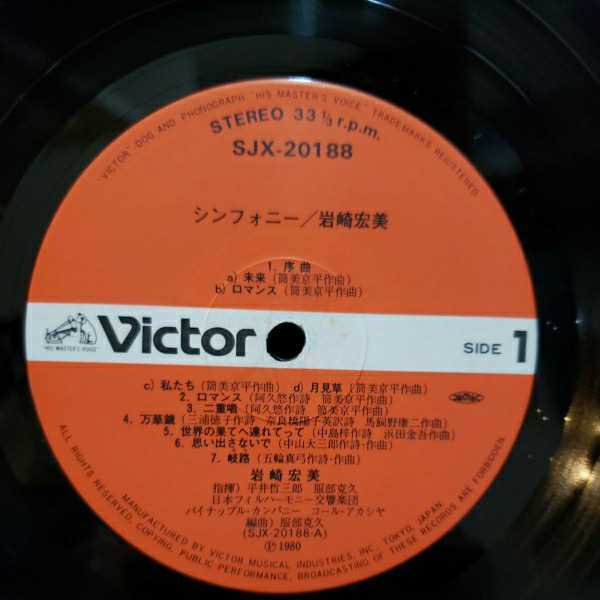 "VICTOR" DOG AND PHONOGRAPH "HIS MASTER'S VOICE" TRADEMARKS REGISTERED.
STEREO 33 1/3 r.p.m.
SJX-20188
シンフォニー/岩崎宏美
1. 序曲
a) 未来 (筒美京平作曲)
b) ロマンス (筒美京平作曲)
"HIS MASTER'S VOICE"
Victor
SIDE 1
c) 私たち (筒美京平作曲) d) 月見草 (筒美京平作曲)
2. ロマンス (阿久悠作詩 筒美京平作曲)
3. 二重唱 (阿久悠作詩 筒美京平作曲)
4. 万華鏡 (三浦徳子作詩 奈良橋陽子英訳詩 馬飼野康二作曲)
5. 世界の果てへ連れてって (中島梓作詩 浜田金吾作曲)
6. 思い出さないで (中山大三郎作詩・作曲)
7. 岐路 (五輪真弓作詩・作曲)
岩崎宏美
指揮) 平井哲三郎 服部克久
日本フィルハーモニー交響楽団
パイナップル・カンパニー コール・アカシヤ
編曲) 服部克久
(SJX-20188-A)
Ⓟ1980
MANUFACTURED BY VICTOR MUSICAL INDUSTRIES, INC. TOKYO, JAPAN.
ALL RIGHTS RESERVED. COPYING, PUBLIC PERFORMANCE, BROADCASTING OF THESE RECORDS ARE FORBIDDEN.